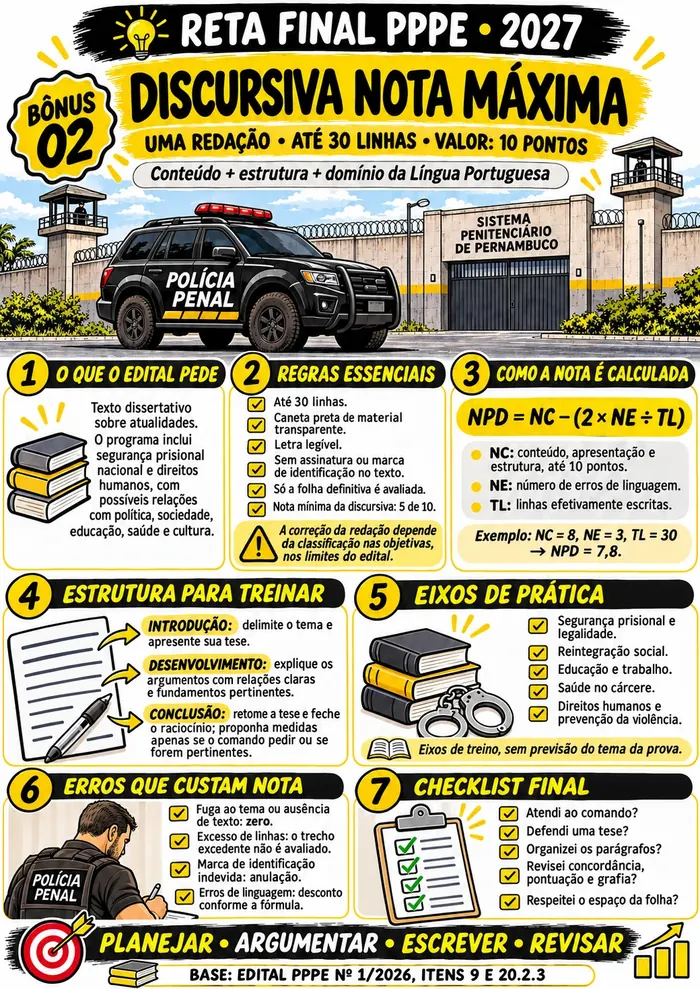 RETA FINAL PPPE • 2027
BÔNUS
02
DISCURSIVA NOTA MÁXIMA
UMA REDAÇÃO • ATÉ 30 LINHAS • VALOR: 10 PONTOS
Conteúdo + estrutura + domínio da Língua Portuguesa
SISTEMA
PENITENCIÁRIO
DE PERNAMBUCO
POLÍCIA
PENAL
1 O QUE O EDITAL PEDE
Texto dissertativo
sobre atualidades.
O programa inclui
segurança prisional
nacional e direitos
humanos, com
possíveis relações
com política, sociedade,
educação, saúde e cultura.
2 REGRAS ESSENCIAIS
Até 30 linhas.
Caneta preta de material
transparente.
Letra legível.
Sem assinatura ou marca
de identificação no texto.
Só a folha definitiva é avaliada.
Nota mínima da discursiva: 5 de 10.
A correção da redação depende
da classificação nas objetivas,
nos limites do edital.
3 COMO A NOTA É CALCULADA
NPD = NC – (2 × NE ÷ TL)
NC: conteúdo, apresentação e
estrutura, até 10 pontos.
NE: número de erros de linguagem.
TL: linhas efetivamente escritas.
Exemplo: NC = 8, NE = 3, TL = 30
→ NPD = 7,8.
4 ESTRUTURA PARA TREINAR
INTRODUÇÃO: delimite o tema e
apresente sua tese.
DESENVOLVIMENTO: explique os
argumentos com relações claras
e fundamentos pertinentes.
CONCLUSÃO: retome a tese e feche
o raciocínio; proponha medidas
apenas se o comando pedir ou se
forem pertinentes.
5 EIXOS DE PRÁTICA
Segurança prisional e
legalidade.
Reintegração social.
Educação e trabalho.
Saúde no cárcere.
Direitos humanos e
prevenção da violência.
Eixos de treino, sem previsão do tema da prova.
6 ERROS QUE CUSTAM NOTA
POLÍCIA
PENAL
Fuga ao tema ou ausência
de texto: zero.
Excesso de linhas: o trecho
excedente não é avaliado.
Marca de identificação
indevida: anulação.
Erros de linguagem: desconto
conforme a fórmula.
7 CHECKLIST FINAL
Atendi ao comando?
Defendi uma tese?
Organizei os parágrafos?
Revisei concordância,
pontuação e grafia?
Respeitei o espaço da folha?
PLANEJAR • ARGUMENTAR • ESCREVER • REVISAR
BASE: EDITAL PPPE Nº 1/2026, ITENS 9 E 20.2.3